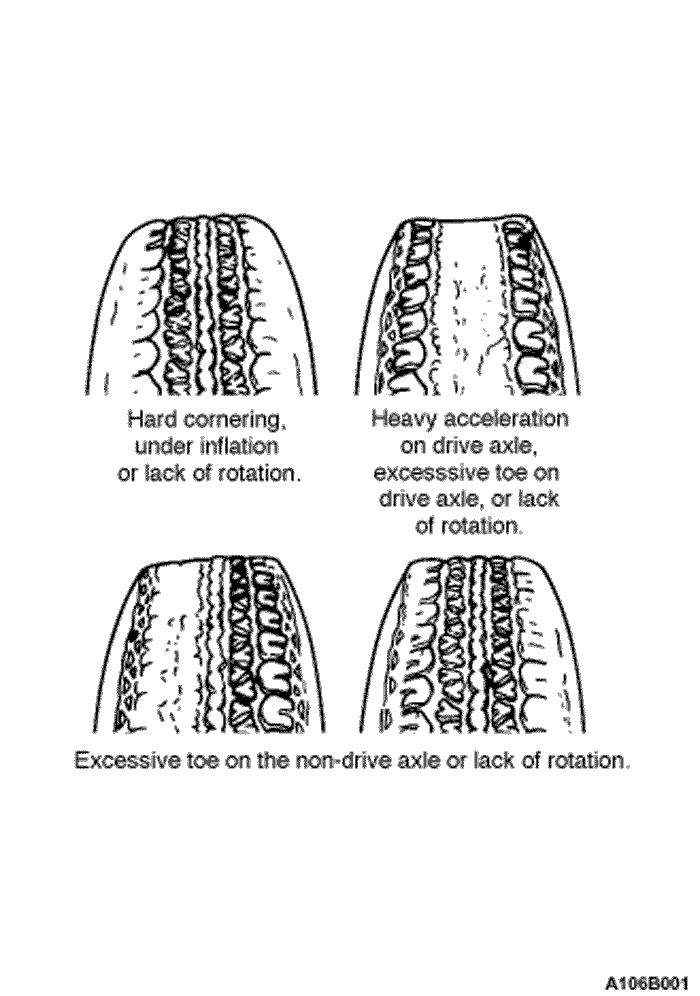 Hard cornering,
under inflation
or lack of rotation.
Heavy acceleration
on drive axle,
excesssive toe on
drive axle, or lack
of rotation.
Excessive toe on the non-drive axle or lack of rotation.
A106B001